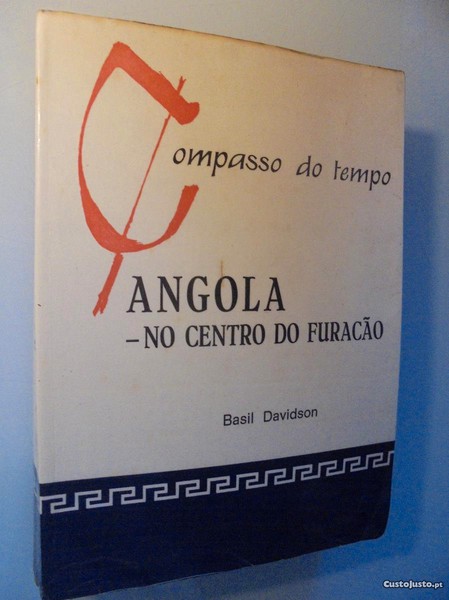 Compasso do tempo
ANGOLA
– NO CENTRO DO FURACÃO
Basil Davidson
CustoJusto.pt